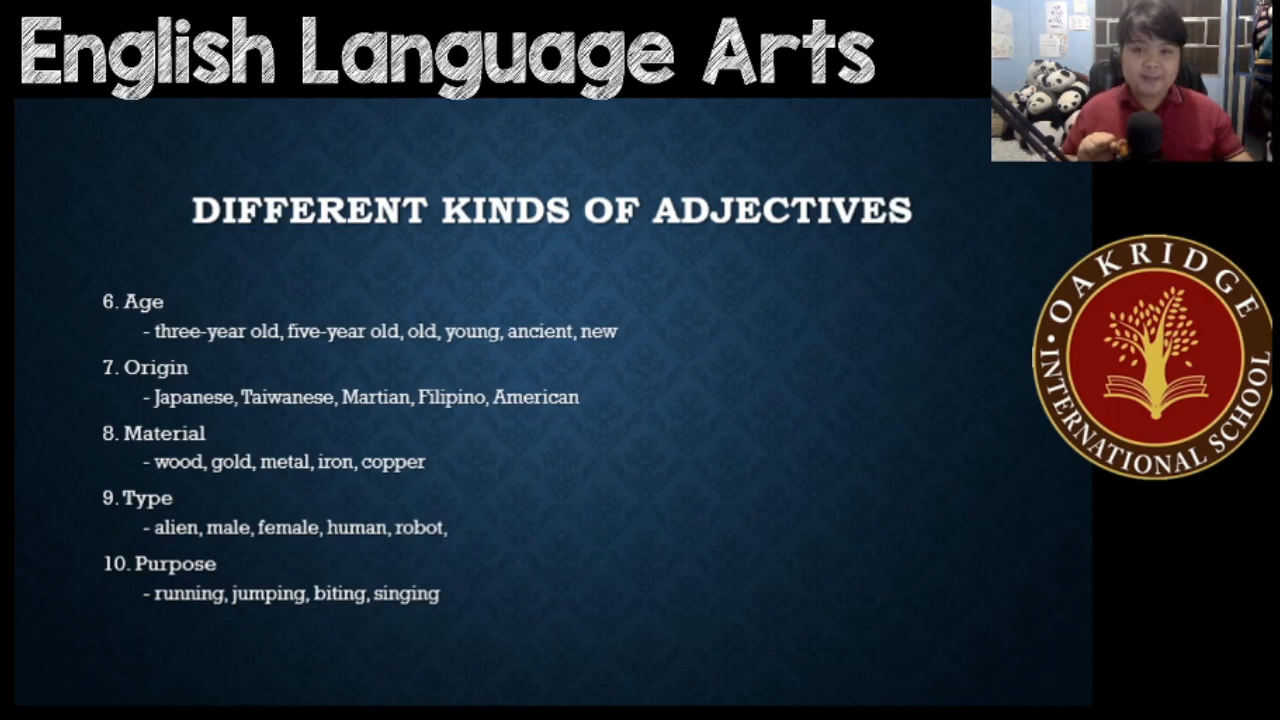 English Language Arts
DIFFERENT KINDS OF ADJECTIVES
6. Age
- three-year old, five-year old, old, young, ancient, new
7. Origin
- Japanese, Taiwanese, Martian, Filipino, American
8. Material
- wood, gold, metal, iron, copper
9. Type
- alien, male, female, human, robot,
10. Purpose
- running, jumping, biting, singing
OAKRIDGE
• INTERNATIONAL SCHOOL